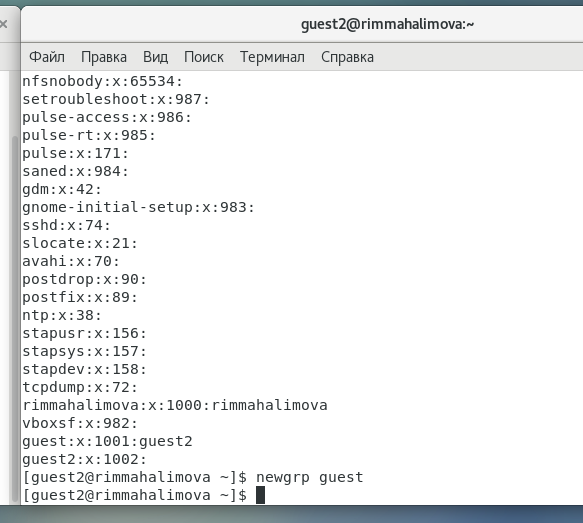 guest2@rimmahalimova:~
Файл Правка Вид Поиск Терминал Справка
nfsnobody:x:65534:
setroubleshoot:x:987:
pulse-access:x:986:
pulse-rt:x:985:
pulse:x:171:
saned:x:984:
gdm:x:42:
gnome-initial-setup:x:983:
sshd:x:74:
slocate:x:21:
avahi:x:70:
postdrop:x:90:
postfix:x:89:
ntp:x:38:
stapusr:x:156:
stapsys:x:157:
stapdev:x:158:
tcpdump:x:72:
rimmahalimova:x:1000:rimmahalimova
vboxsf:x:982:
guest:x:1001:guest2
guest2:x:1002:
[guest2@rimmahalimova ~]$ newgrp guest
[guest2@rimmahalimova ~]$